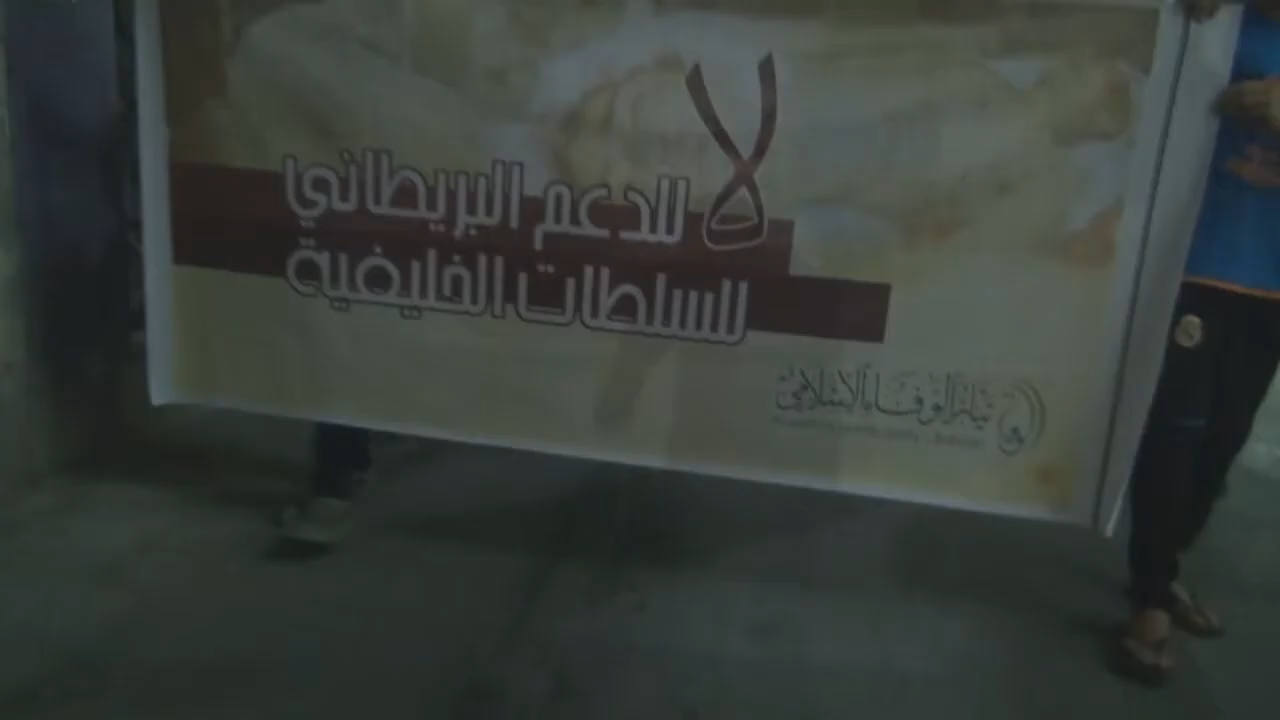 لا للدعم البريطاني
للسلطات الخليفية
تيار الوفاء الإسلامي